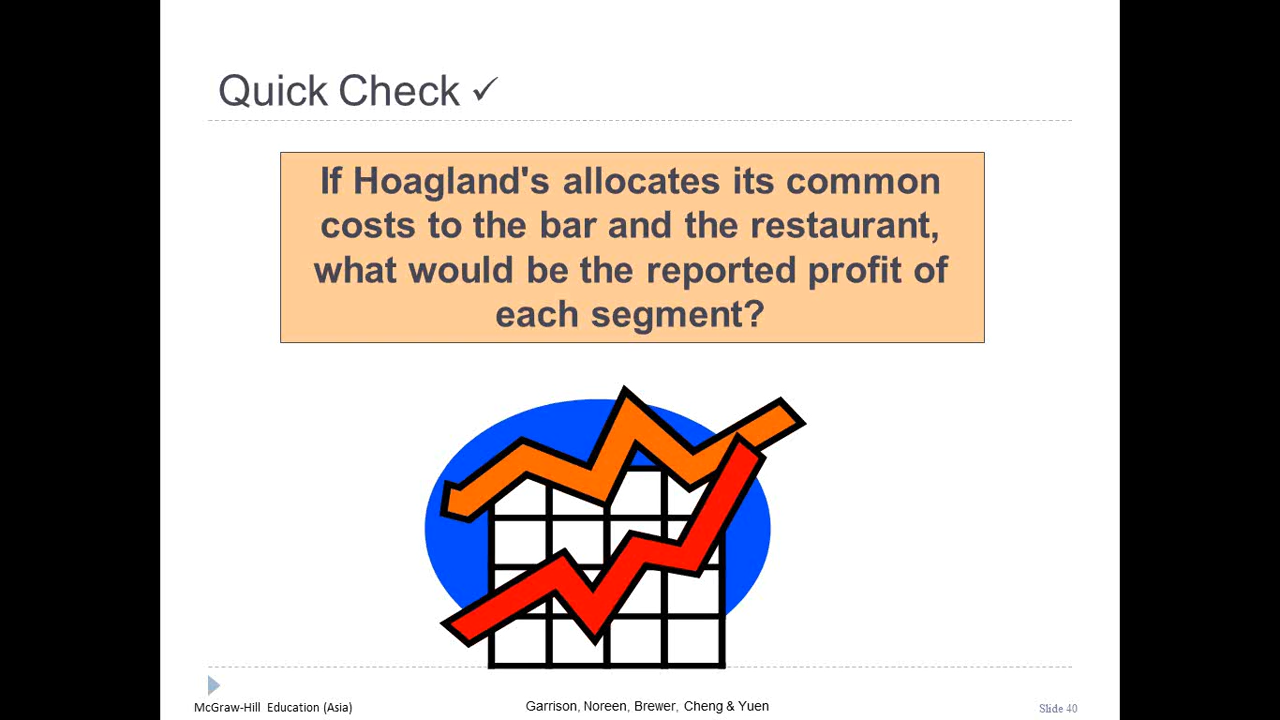 Quick Check ✓
If Hoagland's allocates its common
costs to the bar and the restaurant,
what would be the reported profit of
each segment?
McGraw-Hill Education (Asia)
Garrison, Noreen, Brewer, Cheng & Yuen
Slide 40